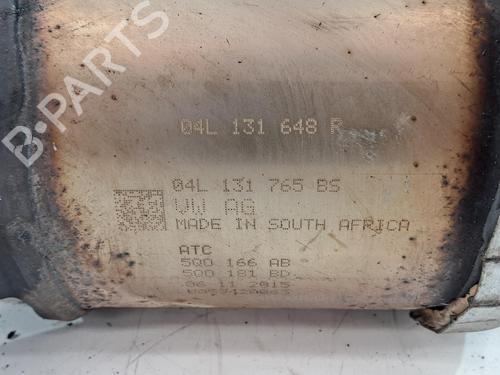 B-PARTS
04L 131 648 R
04L 131 765 BS
VW AG
MADE IN SOUTH AFRICA
ATC
5Q0 166 AB
5Q0 181 BD
06 11 2015